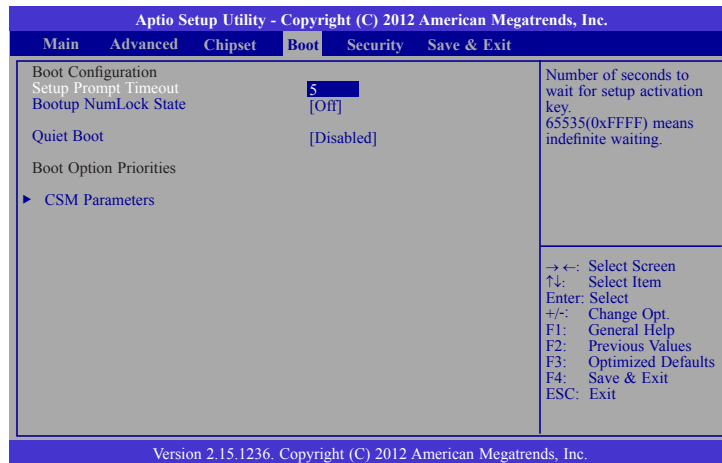 Aptio Setup Utility - Copyright (C) 2012 American Megatrends, Inc.
Main Advanced Chipset Boot Security Save & Exit
Boot Configuration
Setup Prompt Timeout 5
Bootup NumLock State [Off]
Quiet Boot [Disabled]
Boot Option Priorities
► CSM Parameters
Number of seconds to
wait for setup activation
key.
65535(0xFFFF) means
indefinite waiting.
→←: Select Screen
↑↓: Select Item
Enter: Select
+/-: Change Opt.
F1: General Help
F2: Previous Values
F3: Optimized Defaults
F4: Save & Exit
ESC: Exit
Version 2.15.1236. Copyright (C) 2012 American Megatrends, Inc.